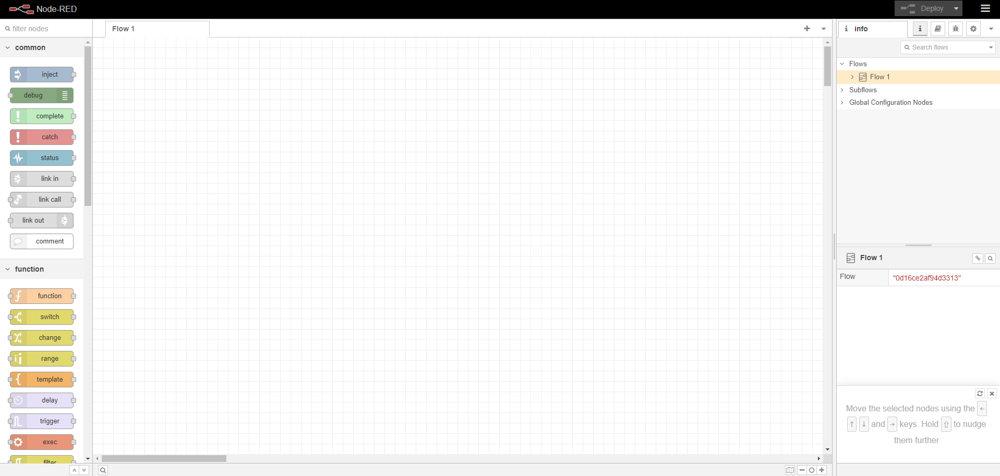 Node-RED
Deploy
filter nodes
Flow 1
info
common
Search flows
Flows
Flow 1
Subflows
Global Configuration Nodes
inject
debug
complete
catch
status
link in
link call
link out
comment
function
function
switch
change
range
template
delay
trigger
exec
filter
Flow 1
Flow "0d16ce2af94d3313"
Move the selected nodes using the ←
↑ ↓ and → keys. Hold ⇧ to nudge
them further